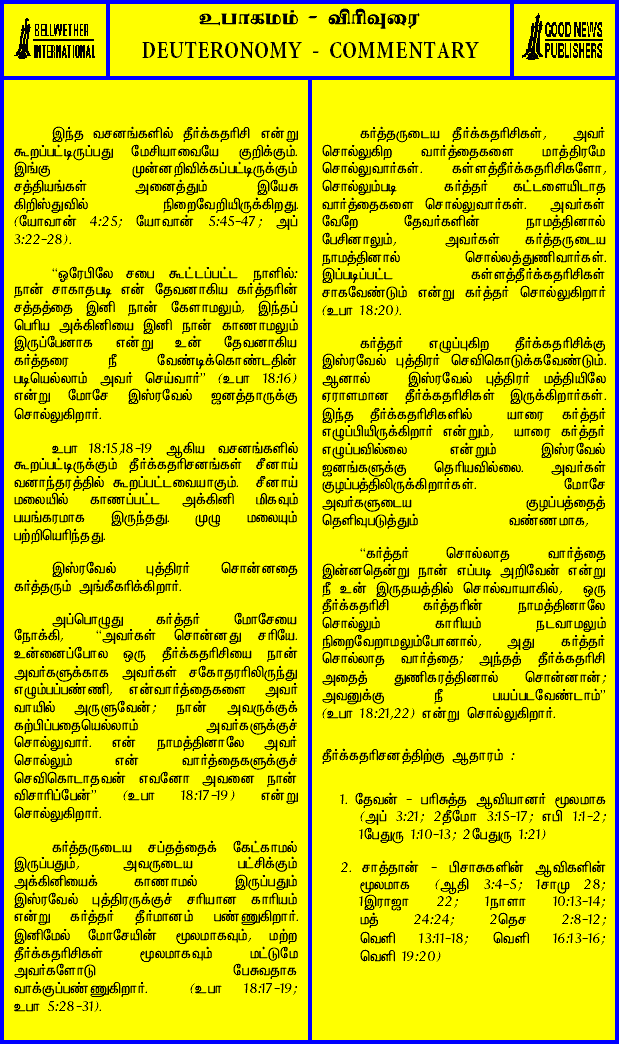 BELLWETHER
INTERNATIONAL
உபாகமம் - விரிவுரை
DEUTERONOMY - COMMENTARY
GOOD NEWS
PUBLISHERS
இந்த வசனங்களில் தீர்க்கதரிசி என்று
கூறப்பட்டிருப்பது மேசியாவையே குறிக்கும்.
இங்கு முன்னறிவிக்கப்பட்டிருக்கும்
சத்தியங்கள் அனைத்தும் இயேசு
கிறிஸ்துவில் நிறைவேறியிருக்கிறது.
(யோவான் 4:25; யோவான் 5:45-47; அப்
3:22-28).
“ஓரேபிலே சபை கூட்டப்பட்ட நாளில்:
நான் சாகாதபடி என் தேவனாகிய கர்த்தரின்
சத்தத்தை இனி நான் கேளாமலும், இந்தப்
பெரிய அக்கினியை இனி நான் காணாமலும்
இருப்பேனாக என்று உன் தேவனாகிய
கர்த்தரை நீ வேண்டிக்கொண்டதின்
படியெல்லாம் அவர் செய்வார்” (உபா 18:16)
என்று மோசே இஸ்ரவேல் ஜனத்தாருக்கு
சொல்லுகிறார்.
உபா 18:15,18-19 ஆகிய வசனங்களில்
கூறப்பட்டிருக்கும் தீர்க்கதரிசனங்கள் சீனாய்
வனாந்தரத்தில் கூறப்பட்டவையாகும். சீனாய்
மலையில் காணப்பட்ட அக்கினி மிகவும்
பயங்கரமாக இருந்தது. முழு மலையும்
பற்றியெரிந்தது.
இஸ்ரவேல் புத்திரர் சொன்னதை
கர்த்தரும் அங்கீகரிக்கிறார்.
அப்பொழுது கர்த்தர் மோசேயை
நோக்கி, “அவர்கள் சொன்னது சரியே.
உன்னைப்போல ஒரு தீர்க்கதரிசியை நான்
அவர்களுக்காக அவர்கள் சகோதரரிலிருந்து
எழும்பப்பண்ணி, என்வார்த்தைகளை அவர்
வாயில் அருளுவேன்; நான் அவருக்குக்
கற்பிப்பதையெல்லாம் அவர்களுக்குச்
சொல்லுவார். என் நாமத்தினாலே அவர்
சொல்லும் என் வார்த்தைகளுக்குச்
செவிகொடாதவன் எவனோ அவனை நான்
விசாரிப்பேன்” (உபா 18:17-19) என்று
சொல்லுகிறார்.
கர்த்தருடைய சப்தத்தைக் கேட்காமல்
இருப்பதும், அவருடைய பட்சிக்கும்
அக்கினியைக் காணாமல் இருப்பதும்
இஸ்ரவேல் புத்திரருக்குச் சரியான காரியம்
என்று கர்த்தர் தீர்மானம் பண்ணுகிறார்.
இனிமேல் மோசேயின் மூலமாகவும், மற்ற
தீர்க்கதரிசிகள் மூலமாகவும் மட்டுமே
அவர்களோடு பேசுவதாக
வாக்குப்பண்ணுகிறார். (உபா 18:17-19;
உபா 5:28-31).
கர்த்தருடைய தீர்க்கதரிசிகள், அவர்
சொல்லுகிற வார்த்தைகளை மாத்திரமே
சொல்லுவார்கள். கள்ளத்தீர்க்கதரிசிகளோ,
சொல்லும்படி கர்த்தர் கட்டளையிடாத
வார்த்தைகளை சொல்லுவார்கள். அவர்கள்
வேறே தேவர்களின் நாமத்தினால்
பேசினாலும், அவர்கள் கர்த்தருடைய
நாமத்தினால் சொல்லத்துணிவார்கள்.
இப்படிப்பட்ட கள்ளத்தீர்க்கதரிசிகள்
சாகவேண்டும் என்று கர்த்தர் சொல்லுகிறார்
(உபா 18:20).
கர்த்தர் எழுப்புகிற தீர்க்கதரிசிக்கு
இஸ்ரவேல் புத்திரர் செவிகொடுக்கவேண்டும்.
ஆனால் இஸ்ரவேல் புத்திரர் மத்தியிலே
ஏராளமான தீர்க்கதரிசிகள் இருக்கிறார்கள்.
இந்த தீர்க்கதரிசிகளில் யாரை கர்த்தர்
எழுப்பியிருக்கிறார் என்றும், யாரை கர்த்தர்
எழுப்பவில்லை என்றும் இஸ்ரவேல்
ஜனங்களுக்கு தெரியவில்லை. அவர்கள்
குழப்பத்திலிருக்கிறார்கள். மோசே
அவர்களுடைய குழப்பத்தைத்
தெளிவுபடுத்தும் வண்ணமாக,
“கர்த்தர் சொல்லாத வார்த்தை
இன்னதென்று நான் எப்படி அறிவேன் என்று
நீ உன் இருதயத்தில் சொல்வாயாகில், ஒரு
தீர்க்கதரிசி கர்த்தரின் நாமத்தினாலே
சொல்லும் காரியம் நடவாமலும்
நிறைவேறாமலும்போனால், அது கர்த்தர்
சொல்லாத வார்த்தை; அந்தத் தீர்க்கதரிசி
அதைத் துணிகரத்தினால் சொன்னான்;
அவனுக்கு நீ பயப்படவேண்டாம்”
(உபா 18:21,22) என்று சொல்லுகிறார்.
தீர்க்கதரிசனத்திற்கு ஆதாரம் :
1. தேவன் - பரிசுத்த ஆவியானர் மூலமாக
(அப் 3:21; 2தீமோ 3:15-17; எபி 1:1-2;
1பேதுரு 1:10-13; 2பேதுரு 1:21)
2. சாத்தான் - பிசாசுகளின் ஆவிகளின்
மூலமாக (ஆதி 3:4-5; 1சாமு 28;
1இராஜா 22; 1நாளா 10:13-14;
மத் 24:24; 2தெச 2:8-12;
வெளி 13:11-18; வெளி 16:13-16;
வெளி 19:20)